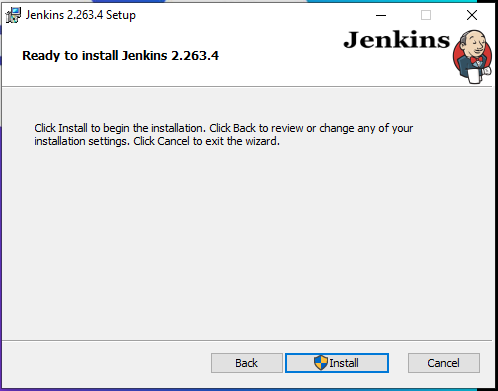 Jenkins 2.263.4 Setup
Jenkins
Ready to install Jenkins 2.263.4
Click Install to begin the installation. Click Back to review or change any of your
installation settings. Click Cancel to exit the wizard.
Back
Install
Cancel